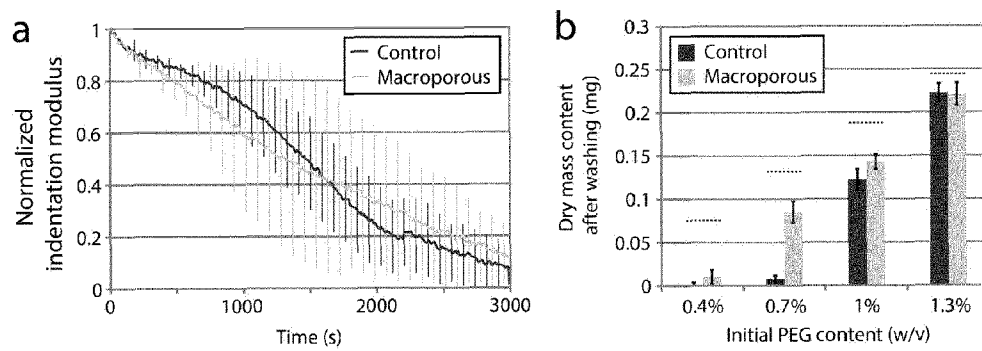 a
Normalized
indentation modulus
1
0.8
0.6
0.4
0.2
0
0
1000
2000
3000
Time (s)
Control
Macroporous
b
Dry mass content
after washing (mg)
0.3
0.25
0.2
0.15
0.1
0.05
0
Control
Macroporous
0.4%
0.7%
1%
1.3%
Initial PEG content (w/v)